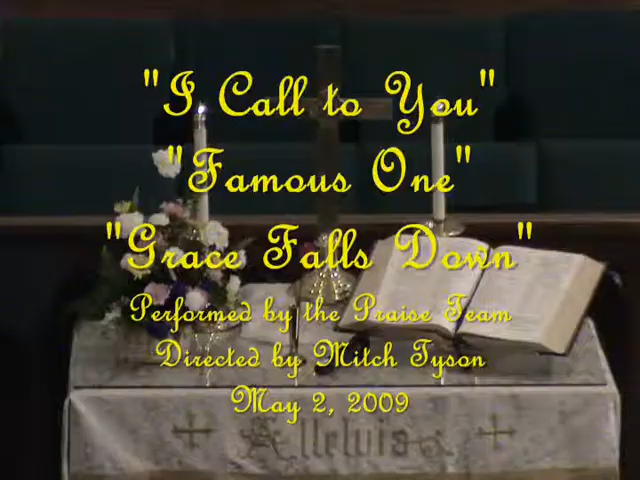 "I Call to You"
"Famous One"
"Grace Falls Down"
Performed by the Praise Team
Directed by Mitch Tyson
May 2, 2009
Alleluia